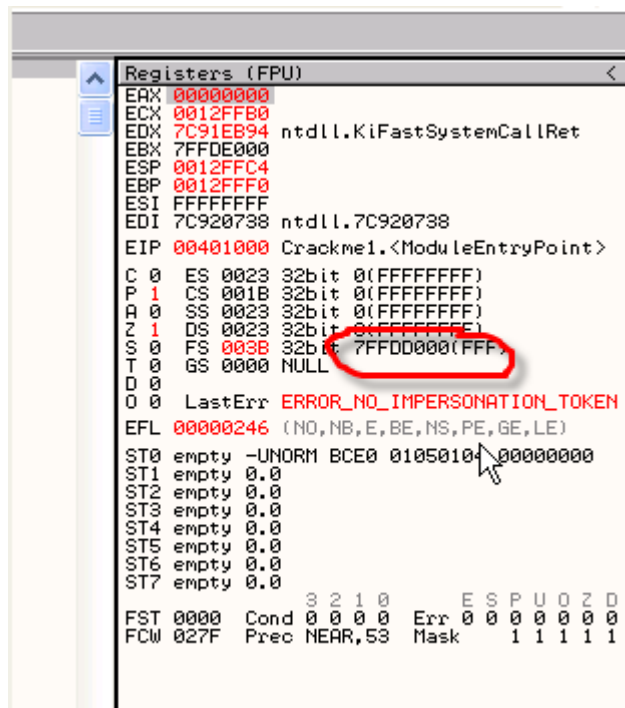 Registers (FPU) <
EAX 00000000
ECX 0012FFB0
EDX 7C91EB94 ntdll.KiFastSystemCallRet
EBX 7FFDE000
ESP 0012FFC4
EBP 0012FFF0
ESI FFFFFFFF
EDI 7C920738 ntdll.7C920738
EIP 00401000 Crackme1.<ModuleEntryPoint>
C 0 ES 0023 32bit 0(FFFFFFFF)
P 1 CS 001B 32bit 0(FFFFFFFF)
A 0 SS 0023 32bit 0(FFFFFFFF)
Z 1 DS 0023 32bit 0(FFFFFFFF)
S 0 FS 003B 32bit 7FFDD000(FFF)
T 0 GS 0000 NULL
D 0
O 0 LastErr ERROR_NO_IMPERSONATION_TOKEN
EFL 00000246 (NO,NB,E,BE,NS,PE,GE,LE)
ST0 empty -UNORM BCE0 01050104 00000000
ST1 empty 0.0
ST2 empty 0.0
ST3 empty 0.0
ST4 empty 0.0
ST5 empty 0.0
ST6 empty 0.0
ST7 empty 0.0
3 2 1 0 E S P U O Z D
FST 0000 Cond 0 0 0 0 Err 0 0 0 0 0 0 0
FCW 027F Prec NEAR,53 Mask 1 1 1 1 1